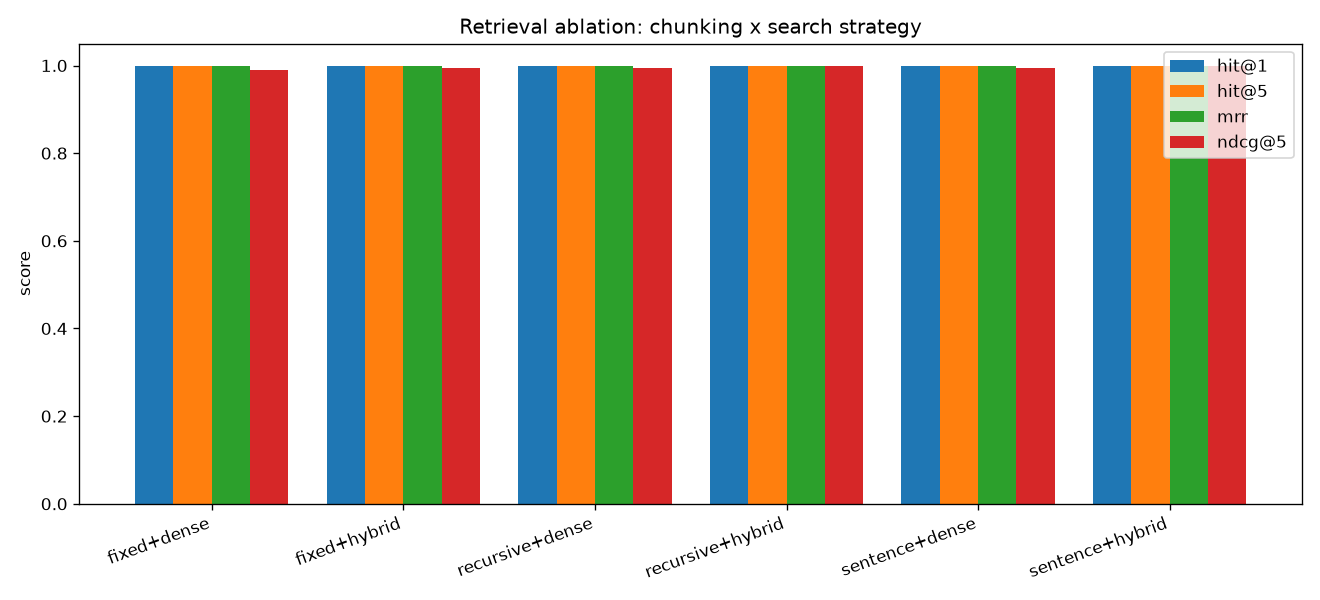 Retrieval ablation: chunking x search strategy
hit@1
hit@5
mrr
ndcg@5
score
1.0
0.8
0.6
0.4
0.2
0.0
fixed+dense
fixed+hybrid
recursive+dense
recursive+hybrid
sentence+dense
sentence+hybrid